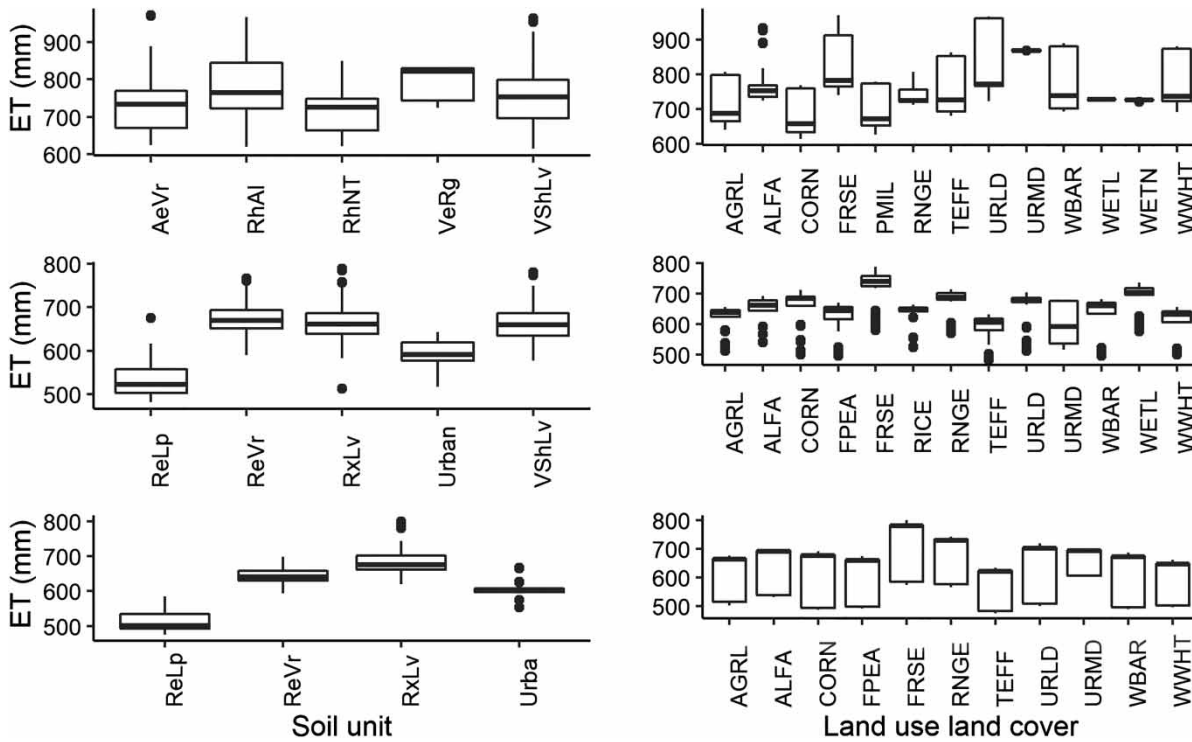 ET (mm)
900
800
700
600
AeVr
RhAl
RhNT
VeRg
VShLv
900
800
700
600
AGRL
ALFA
CORN
FRSE
PMIL
RNGE
TEFF
URLD
URMD
WBAR
WETL
WETN
WWHT
ET (mm)
800
700
600
500
ReLp
ReVr
RxLv
Urban
VShLv
800
700
600
500
AGRL
ALFA
CORN
FPEA
FRSE
RICE
RNGE
TEFF
URLD
URMD
WBAR
WETL
WWHT
ET (mm)
800
700
600
500
ReLp
ReVr
RxLv
Urba
Soil unit
800
700
600
500
AGRL
ALFA
CORN
FPEA
FRSE
RNGE
TEFF
URLD
URMD
WBAR
WWHT
Land use land cover